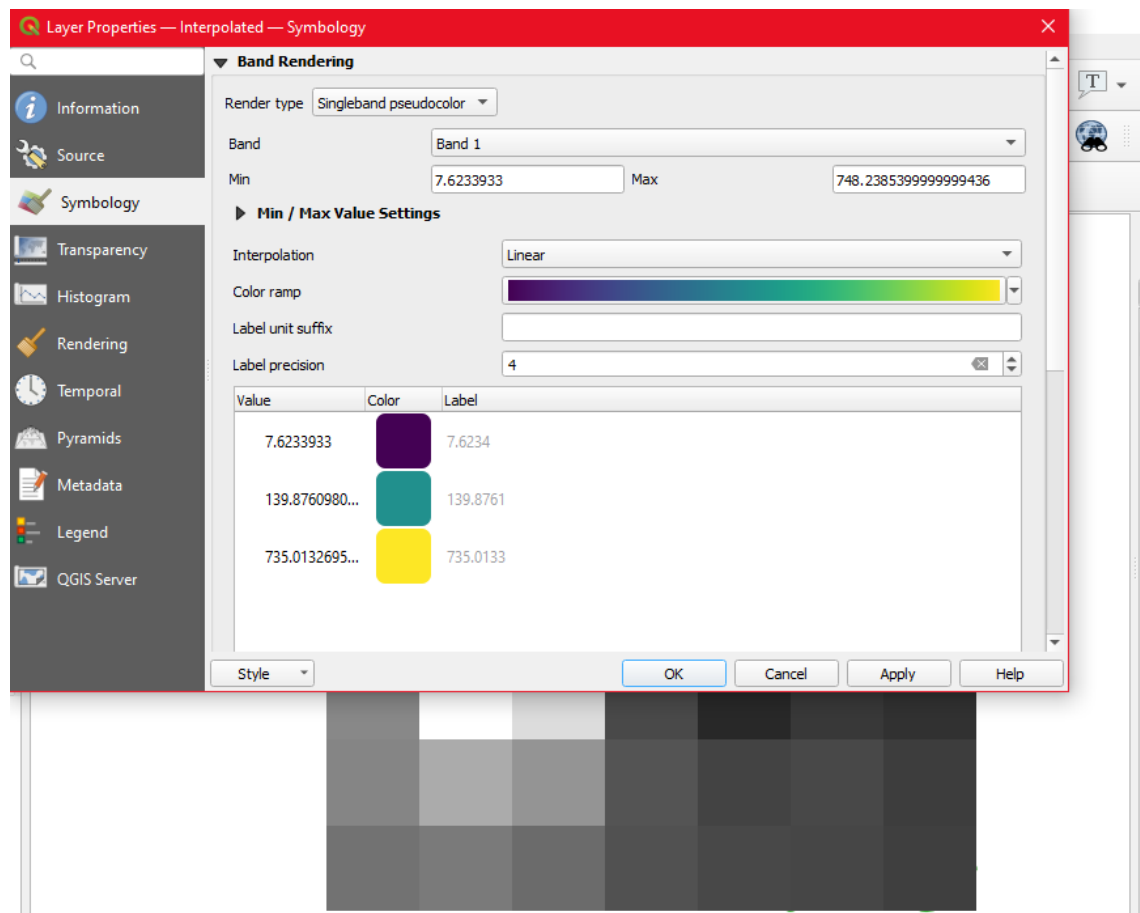 Layer Properties — Interpolated — Symbology
Band Rendering
T
Information
Render type Singleband pseudocolor
Source
Band Band 1
Min 7.6233933 Max 748.2385399999999436
Symbology
Min / Max Value Settings
Transparency
Interpolation Linear
Histogram
Color ramp
Label unit suffix
Rendering
Label precision 4
Temporal
Value Color Label
Pyramids
7.6233933 7.6234
Metadata
139.8760980... 139.8761
Legend
735.0132695... 735.0133
QGIS Server
Style OK Cancel Apply Help